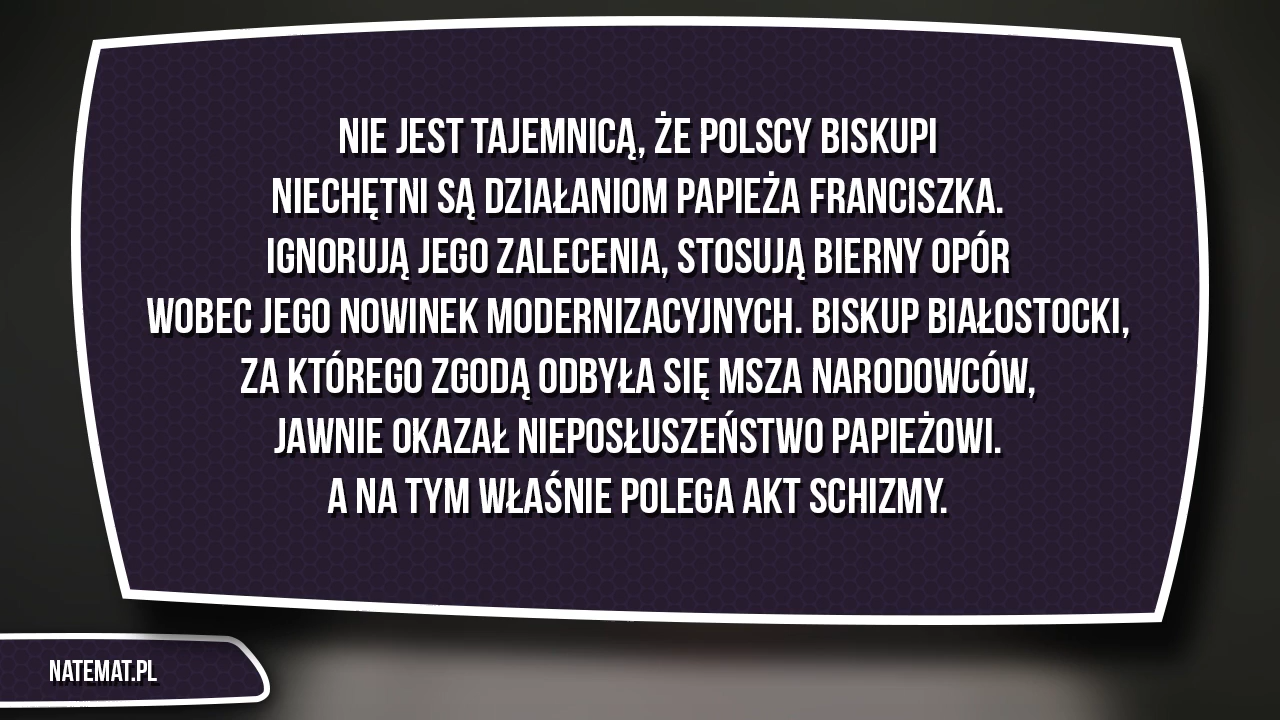 NIE JEST TAJEMNICĄ, ŻE POLSCY BISKUPI
NIECHĘTNI SĄ DZIAŁANIOM PAPIEŻA FRANCISZKA.
IGNORUJĄ JEGO ZALECENIA, STOSUJĄ BIERNY OPÓR
WOBEC JEGO NOWINEK MODERNIZACYJNYCH. BISKUP BIAŁOSTOCKI,
ZA KTÓREGO ZGODĄ ODBYŁA SIĘ MSZA NARODOWCÓW,
JAWNIE OKAZAŁ NIEPOSŁUSZEŃSTWO PAPIEŻOWI.
A NA TYM WŁAŚNIE POLEGA AKT SCHIZMY.
NATEMAT.PL